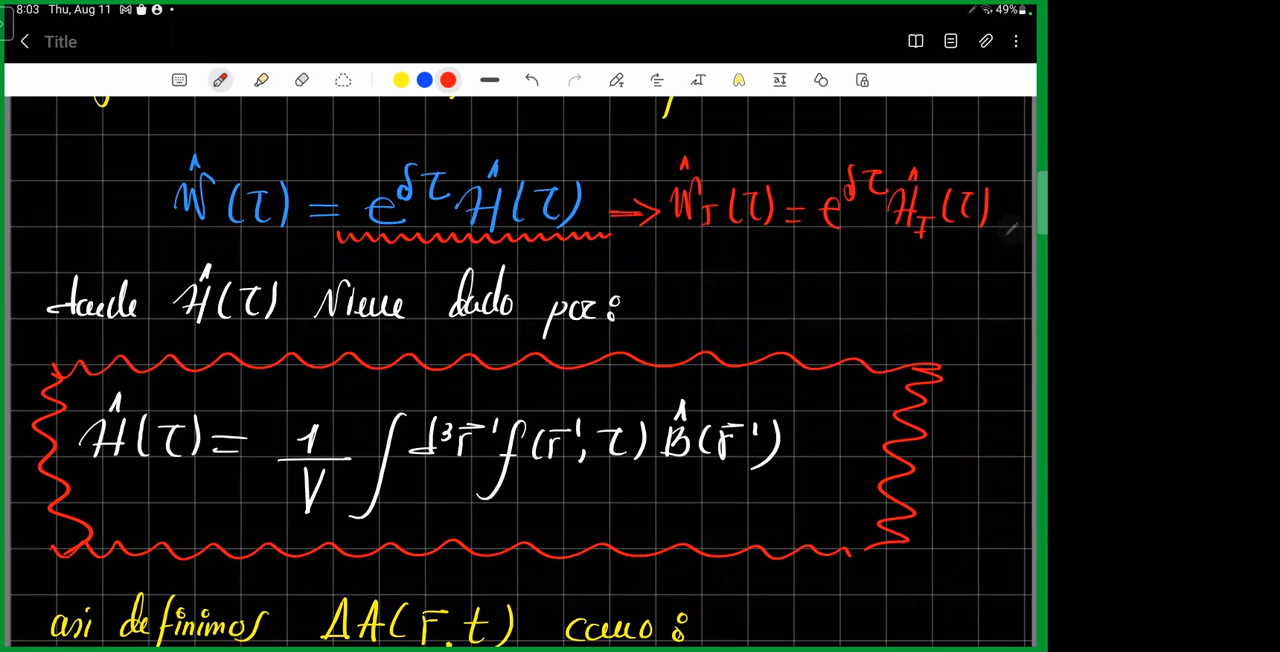 8:03 Thu, Aug 11 49%
Title
Ŵ(τ) = e^{δτ} Ĥ(τ) => Ŵ_I(τ) = e^{δτ} Ĥ_I(τ)
donde Ĥ(τ) viene dado por:
Ĥ(τ) = 1/V ∫ d³r̄' f(r̄', τ) B̂(r̄')
asi definimos ΔA(r̄, t) como: